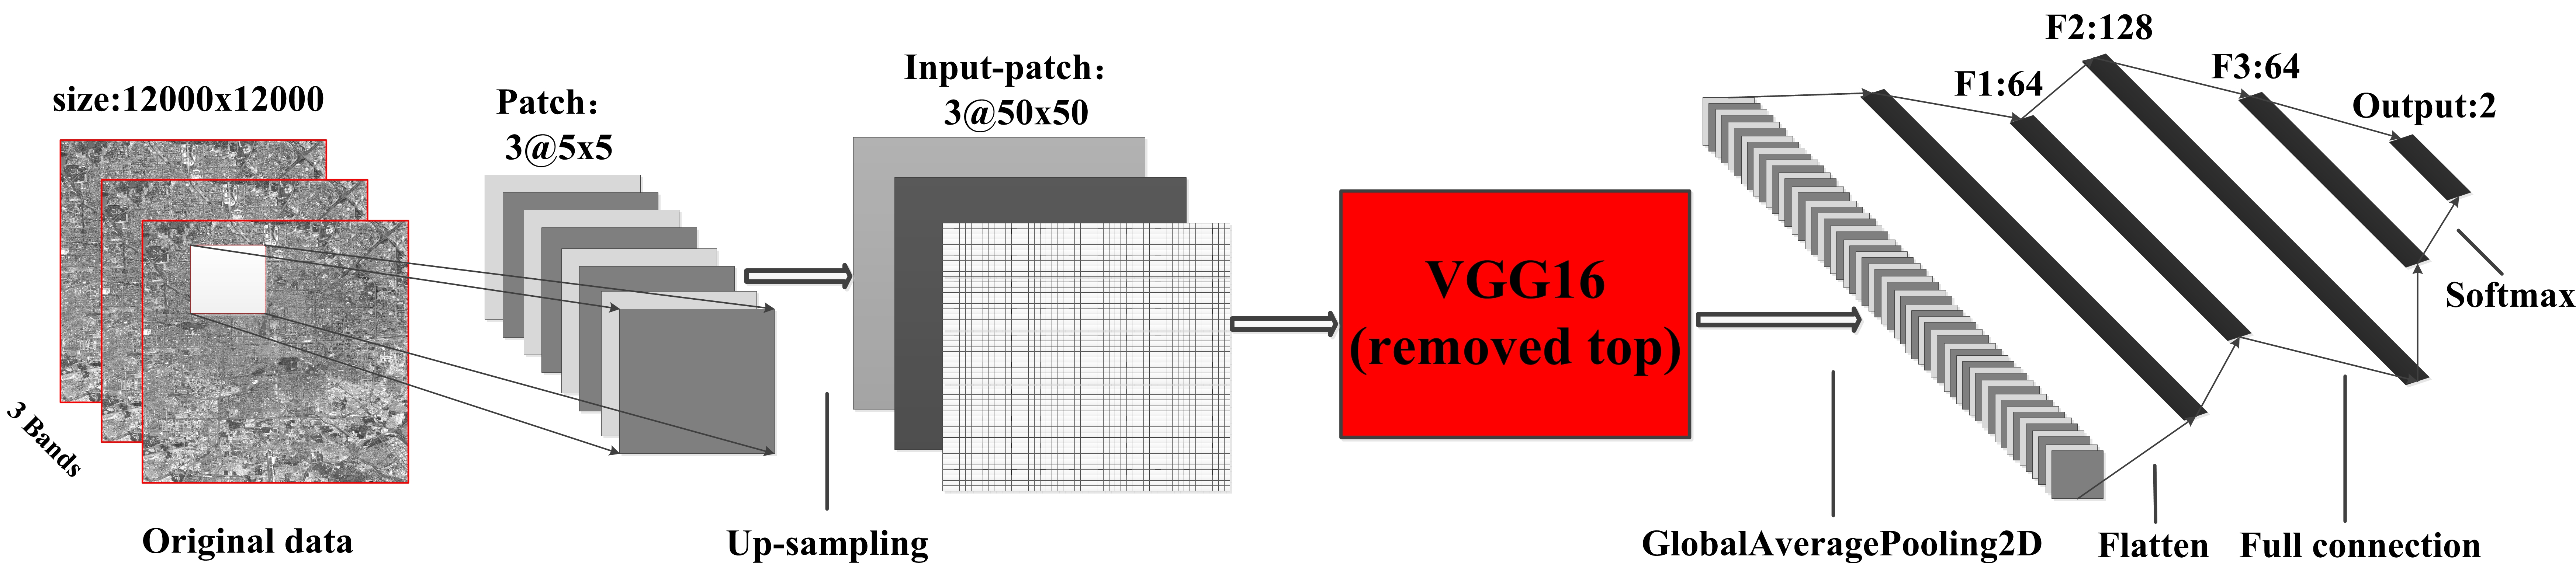 size:12000x12000
3 Bands
Original data
Patch：
3@5x5
Up-sampling
Input-patch：
3@50x50
VGG16
(removed top)
GlobalAveragePooling2D
Flatten
Full connection
F1:64
F2:128
F3:64
Output:2
Softmax